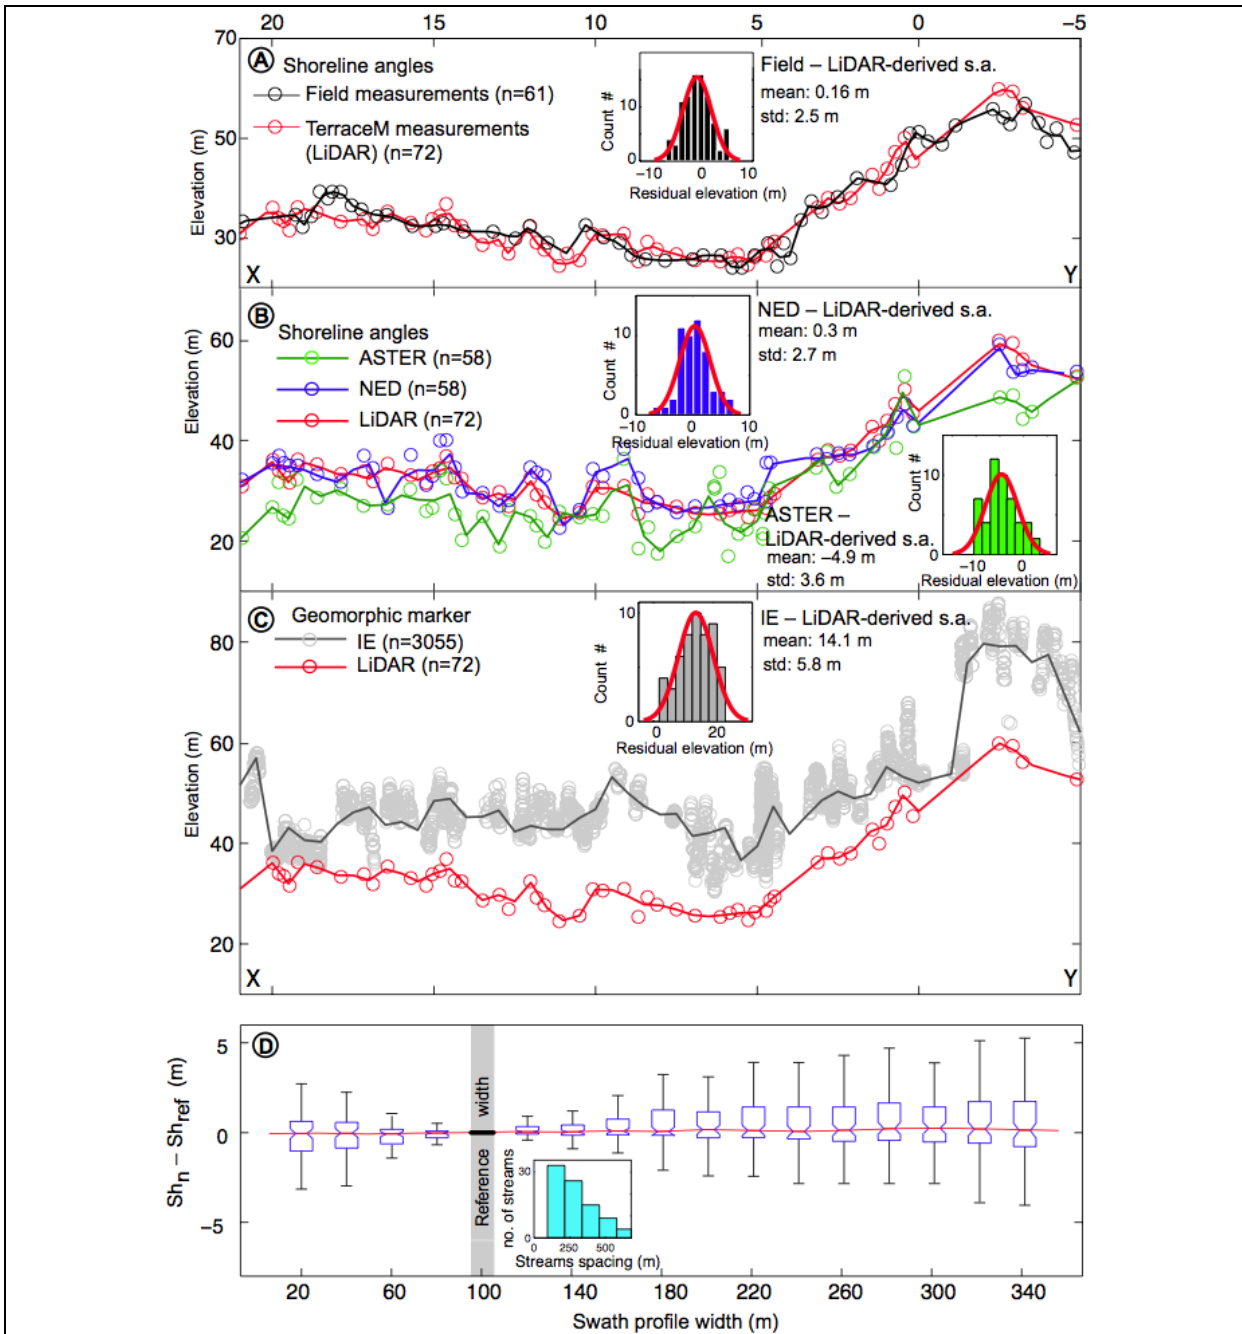 20 15 10 5 0 −5
70
A Shoreline angles
Field measurements (n=61)
TerraceM measurements
(LiDAR) (n=72)
Field – LiDAR-derived s.a.
mean: 0.16 m
std: 2.5 m
Count #
10
0
−10 0 10
Residual elevation (m)
Elevation (m)
50
30
X Y
B
Shoreline angles
ASTER (n=58)
NED (n=58)
LiDAR (n=72)
NED – LiDAR-derived s.a.
mean: 0.3 m
std: 2.7 m
Count #
10
0
−10 0 10
Residual elevation (m)
Elevation (m)
60
40
20
ASTER –
LiDAR-derived s.a.
mean: −4.9 m
std: 3.6 m
Count #
10
0
−10 0
Residual elevation (m)
C Geomorphic marker
IE (n=3055)
LiDAR (n=72)
IE – LiDAR-derived s.a.
mean: 14.1 m
std: 5.8 m
Count #
10
0
0 20
Residual elevation (m)
Elevation (m)
80
60
40
20
X Y
D
Shn – Shref (m)
5
0
−5
Reference width
no. of streams
30
0
0 250 500
Streams spacing (m)
20 60 100 140 180 220 260 300 340
Swath profile width (m)